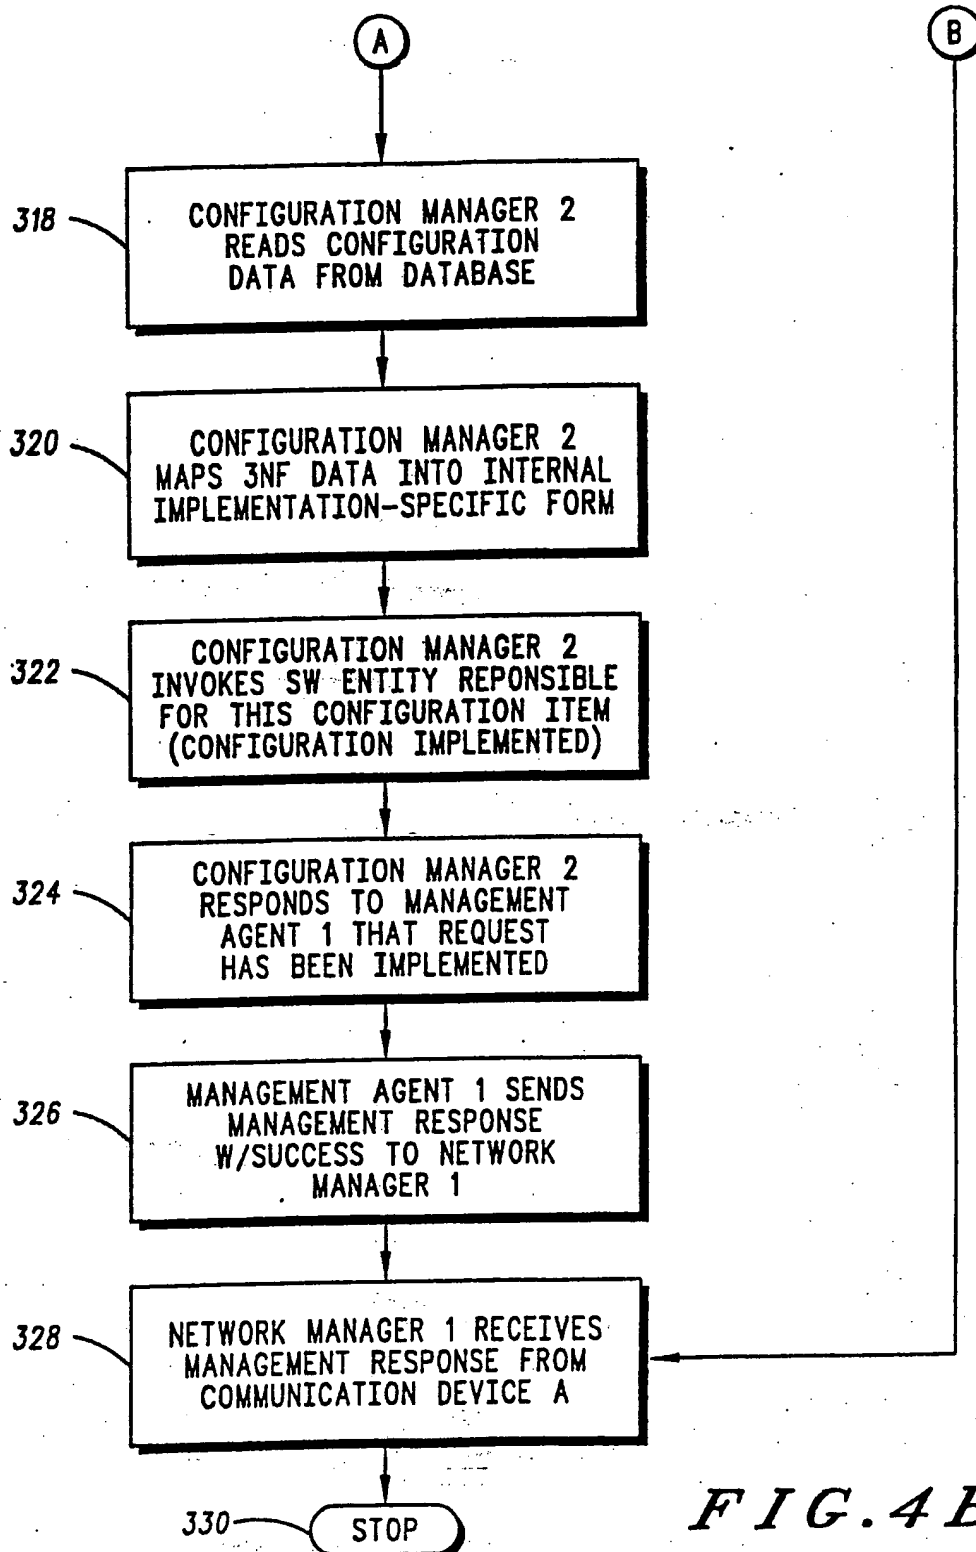 A
B
318
CONFIGURATION MANAGER 2
READS CONFIGURATION
DATA FROM DATABASE
320
CONFIGURATION MANAGER 2
MAPS 3NF DATA INTO INTERNAL
IMPLEMENTATION-SPECIFIC FORM
322
CONFIGURATION MANAGER 2
INVOKES SW ENTITY REPONSIBLE
FOR THIS CONFIGURATION ITEM
(CONFIGURATION IMPLEMENTED)
324
CONFIGURATION MANAGER 2
RESPONDS TO MANAGEMENT
AGENT 1 THAT REQUEST
HAS BEEN IMPLEMENTED
326
MANAGEMENT AGENT 1 SENDS
MANAGEMENT RESPONSE
W/SUCCESS TO NETWORK
MANAGER 1
328
NETWORK MANAGER 1 RECEIVES
MANAGEMENT RESPONSE FROM
COMMUNICATION DEVICE A
330
STOP
FIG.4B